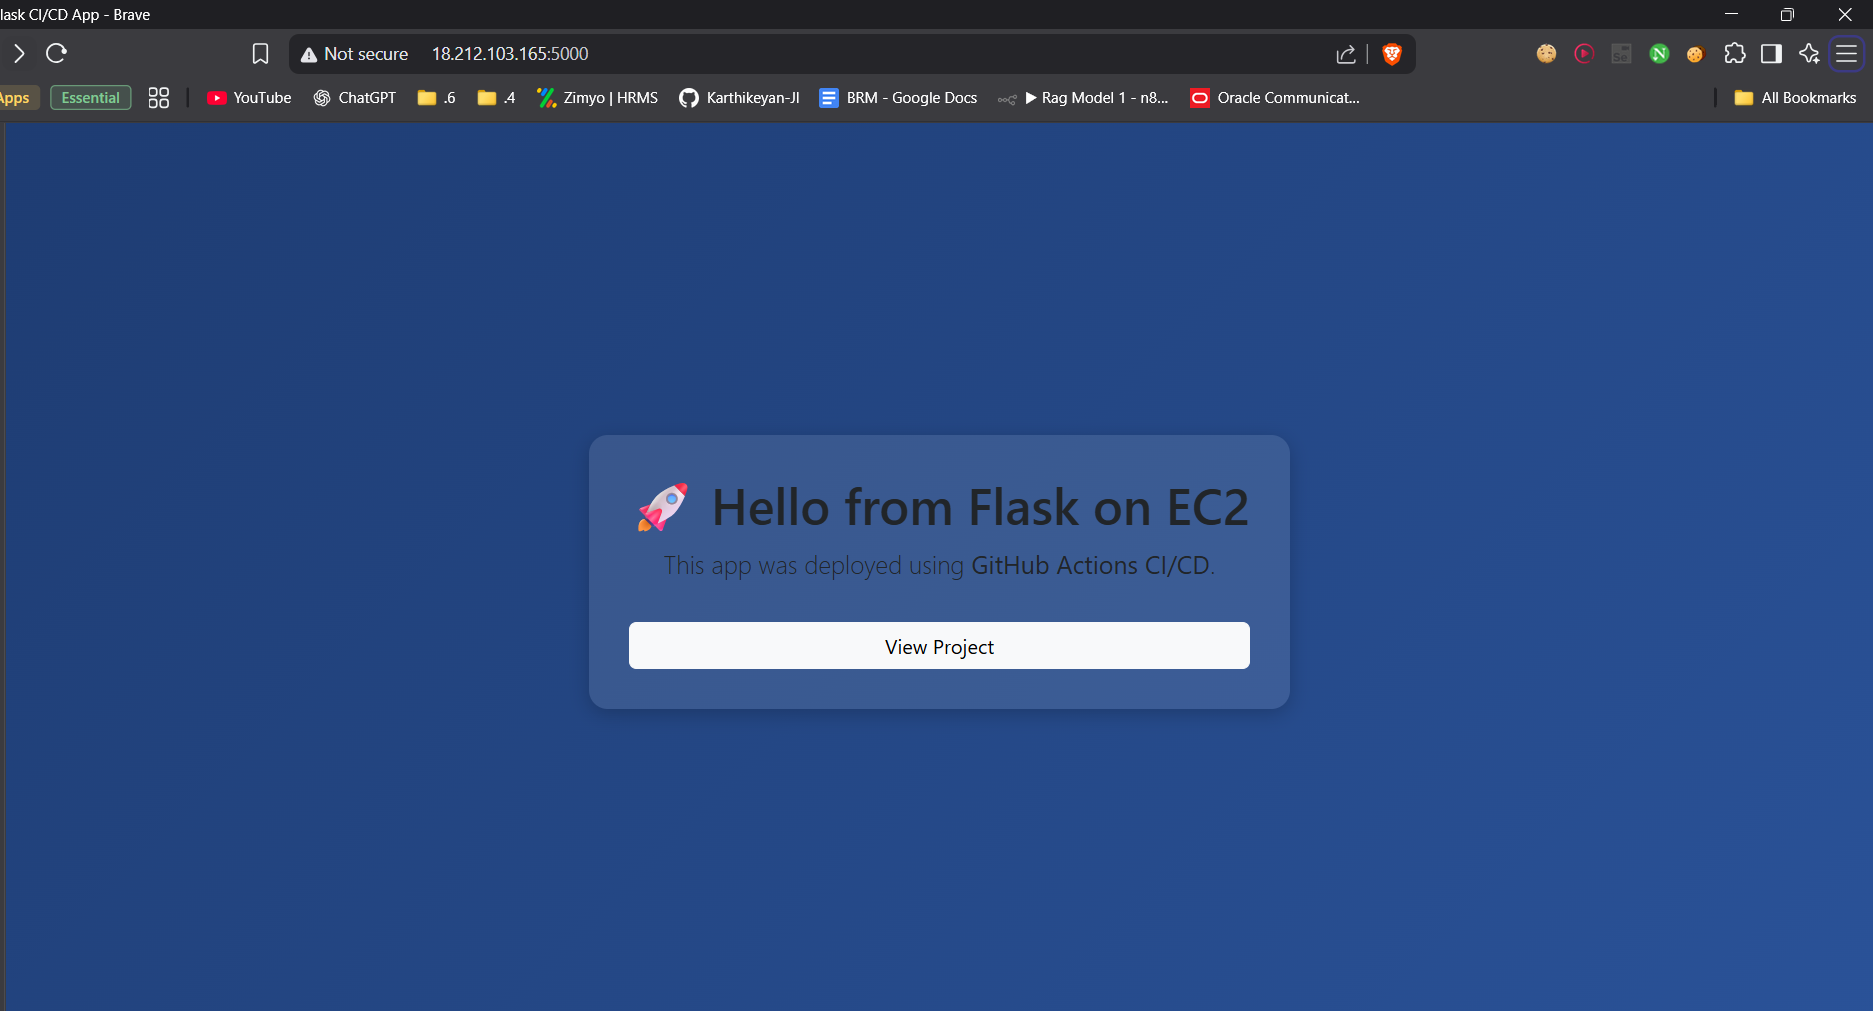 lask CI/CD App - Brave
Not secure 18.212.103.165:5000
Apps Essential YouTube ChatGPT .6 .4 Zimyo | HRMS Karthikeyan-JI BRM - Google Docs Rag Model 1 - n8... Oracle Communicat... All Bookmarks
Hello from Flask on EC2
This app was deployed using GitHub Actions CI/CD.
View Project